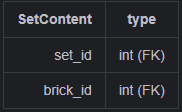 SetContent type
set_id int (FK)
brick_id int (FK)